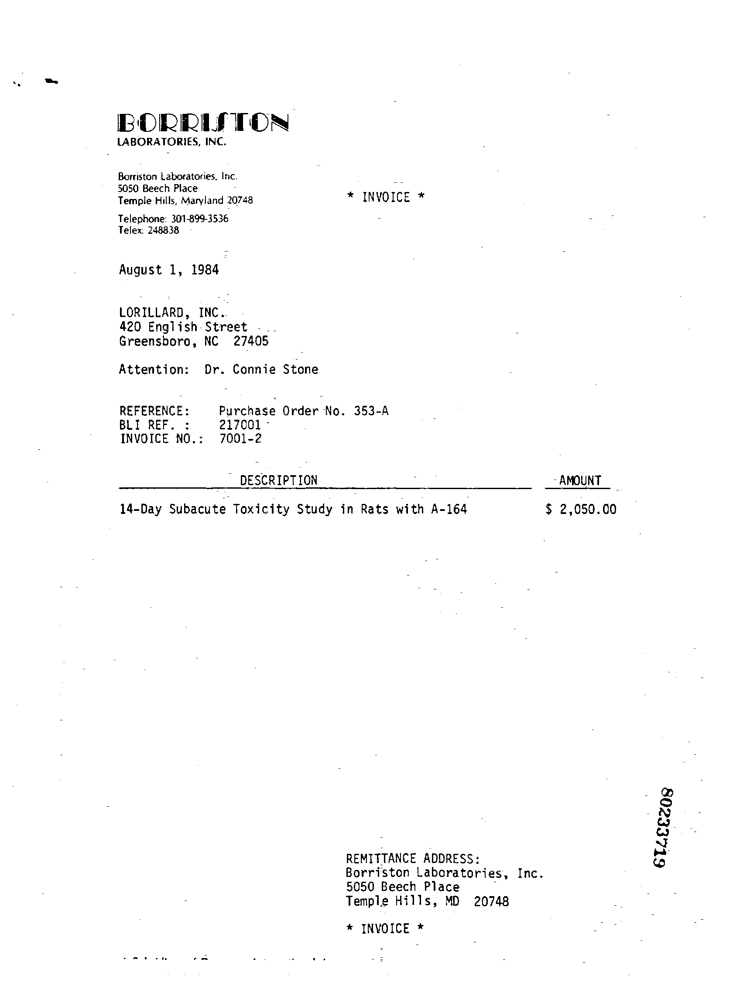 BORRISTON
LABORATORIES, INC.
Borriston Laboratories, Inc.
5050 Beech Place
Temple Hills, Maryland 20748
* INVOICE *
Telephone: 301-899-3536
Telex: 248838
August 1, 1984
LORILLARD, INC.
420 English Street
Greensboro, NC 27405
Attention: Dr. Connie Stone
REFERENCE: Purchase Order No. 353-A
BLI REF. : 217001
INVOICE NO.: 7001-2
DESCRIPTION AMOUNT
14-Day Subacute Toxicity Study in Rats with A-164 $ 2,050.00
80233719
REMITTANCE ADDRESS:
Borriston Laboratories, Inc.
5050 Beech Place
Temple Hills, MD 20748
* INVOICE *